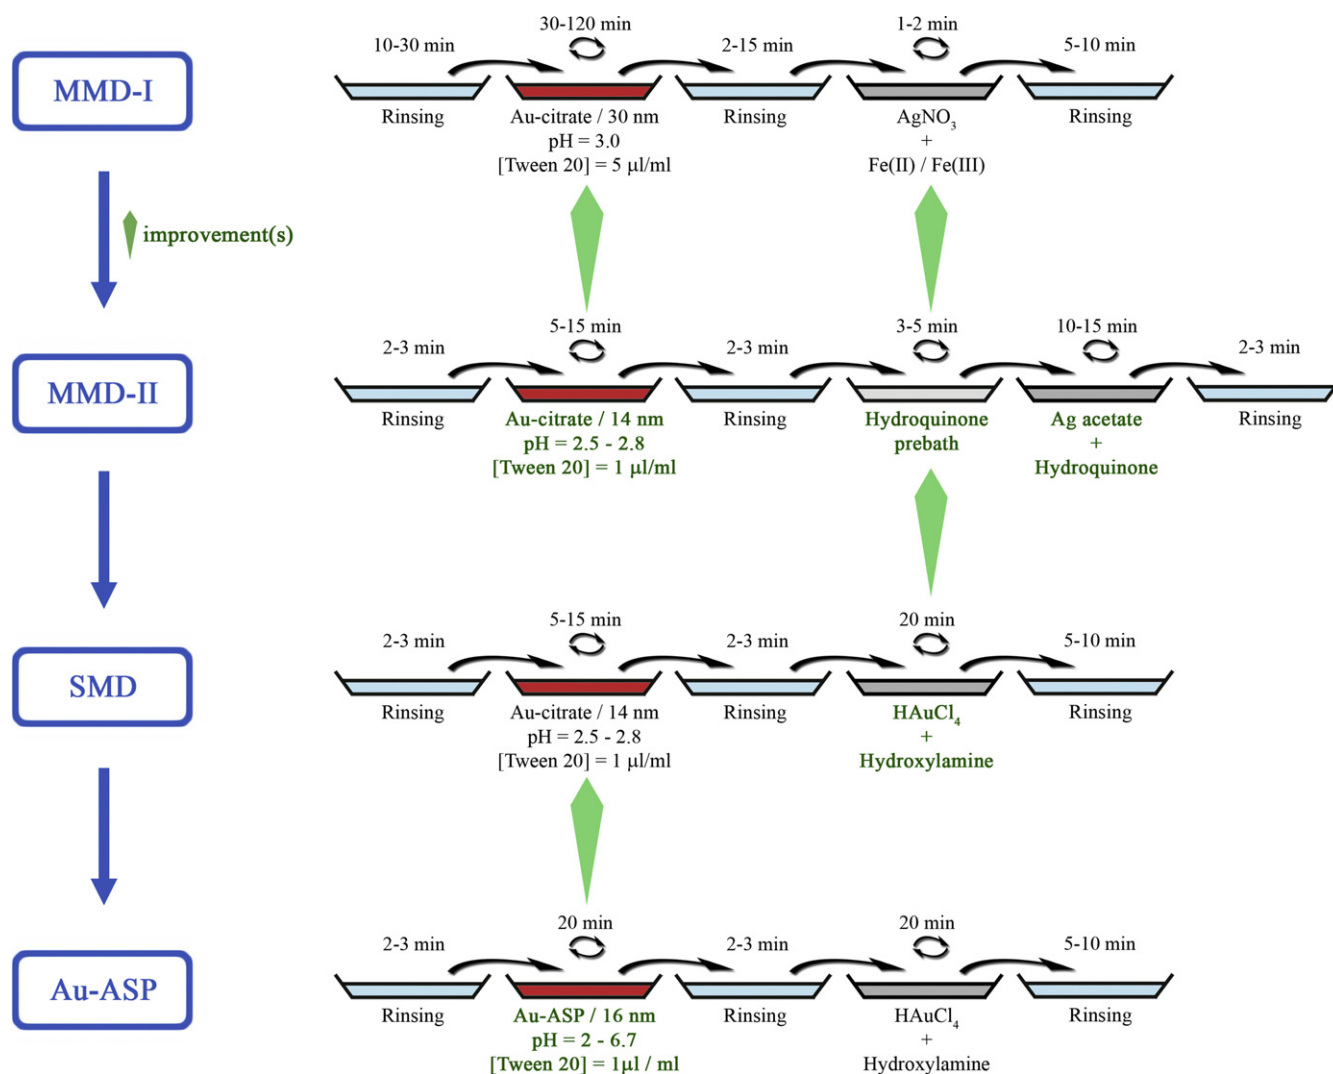 MMD-I
10-30 min
30-120 min
2-15 min
1-2 min
5-10 min
Rinsing
Au-citrate / 30 nm
pH = 3.0
[Tween 20] = 5 µl/ml
Rinsing
AgNO₃
+
Fe(II) / Fe(III)
Rinsing
improvement(s)
MMD-II
2-3 min
5-15 min
2-3 min
3-5 min
10-15 min
2-3 min
Rinsing
Au-citrate / 14 nm
pH = 2.5 - 2.8
[Tween 20] = 1 µl/ml
Rinsing
Hydroquinone
prebath
Ag acetate
+
Hydroquinone
Rinsing
SMD
2-3 min
5-15 min
2-3 min
20 min
5-10 min
Rinsing
Au-citrate / 14 nm
pH = 2.5 - 2.8
[Tween 20] = 1 µl/ml
Rinsing
HAuCl₄
+
Hydroxylamine
Rinsing
Au-ASP
2-3 min
20 min
2-3 min
20 min
5-10 min
Rinsing
Au-ASP / 16 nm
pH = 2 - 6.7
[Tween 20] = 1µl / ml
Rinsing
HAuCl₄
+
Hydroxylamine
Rinsing